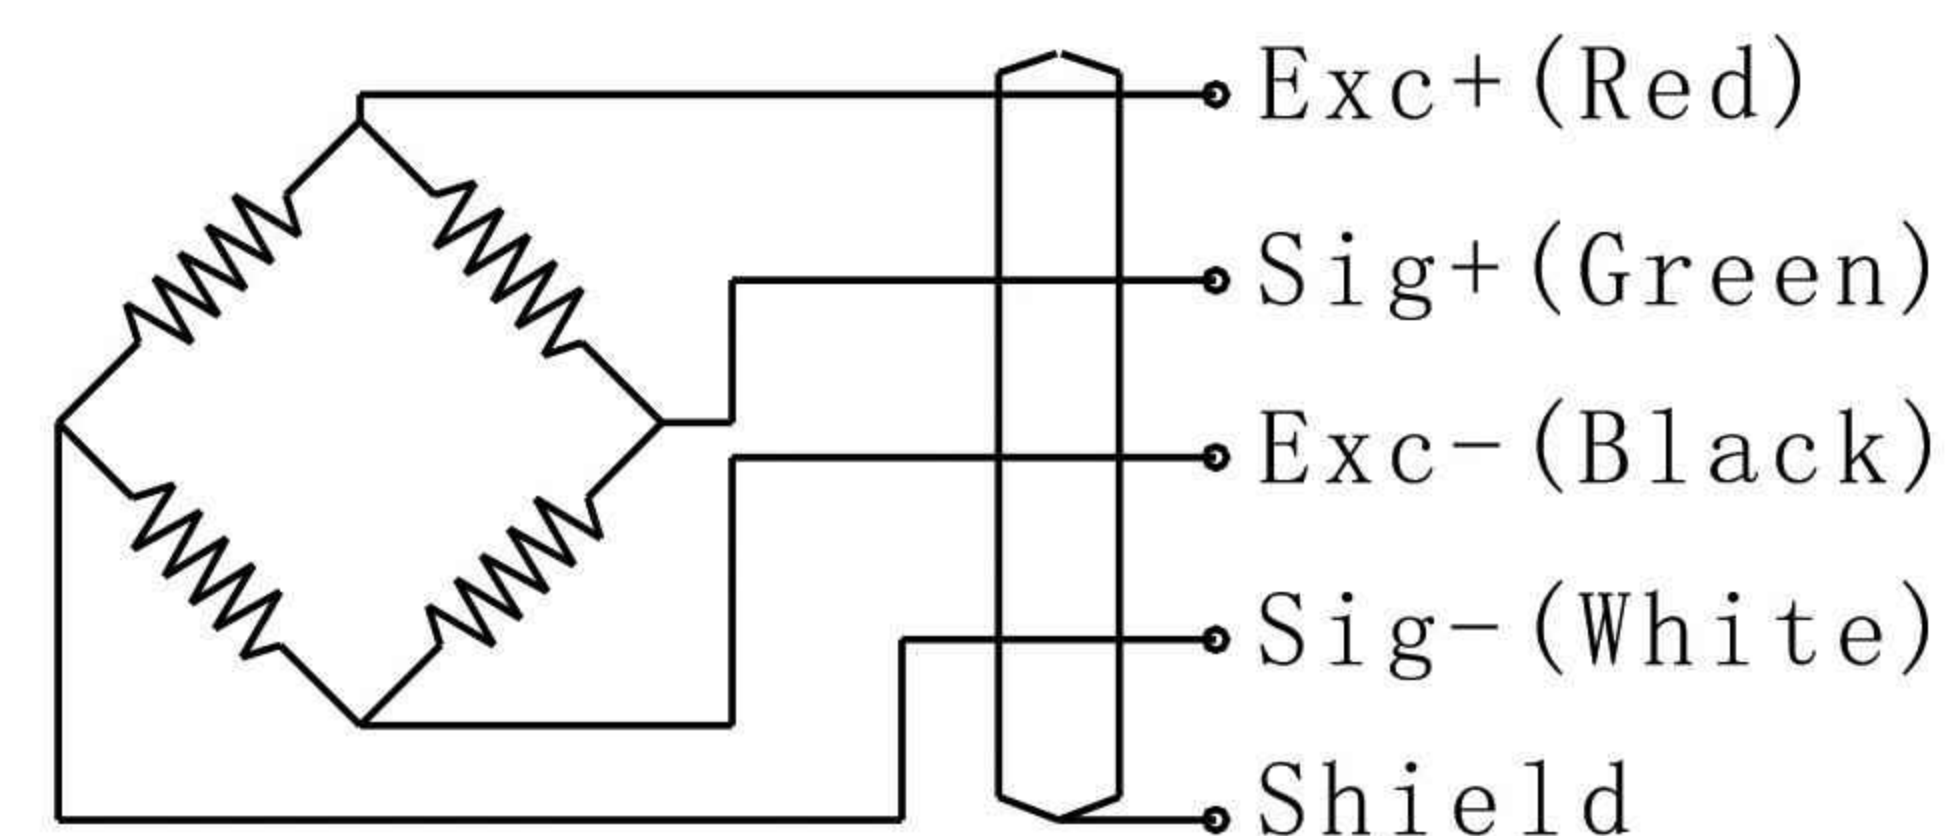 Exc+(Red)
Sig+(Green)
Exc-(Black)
Sig-(White)
Shield